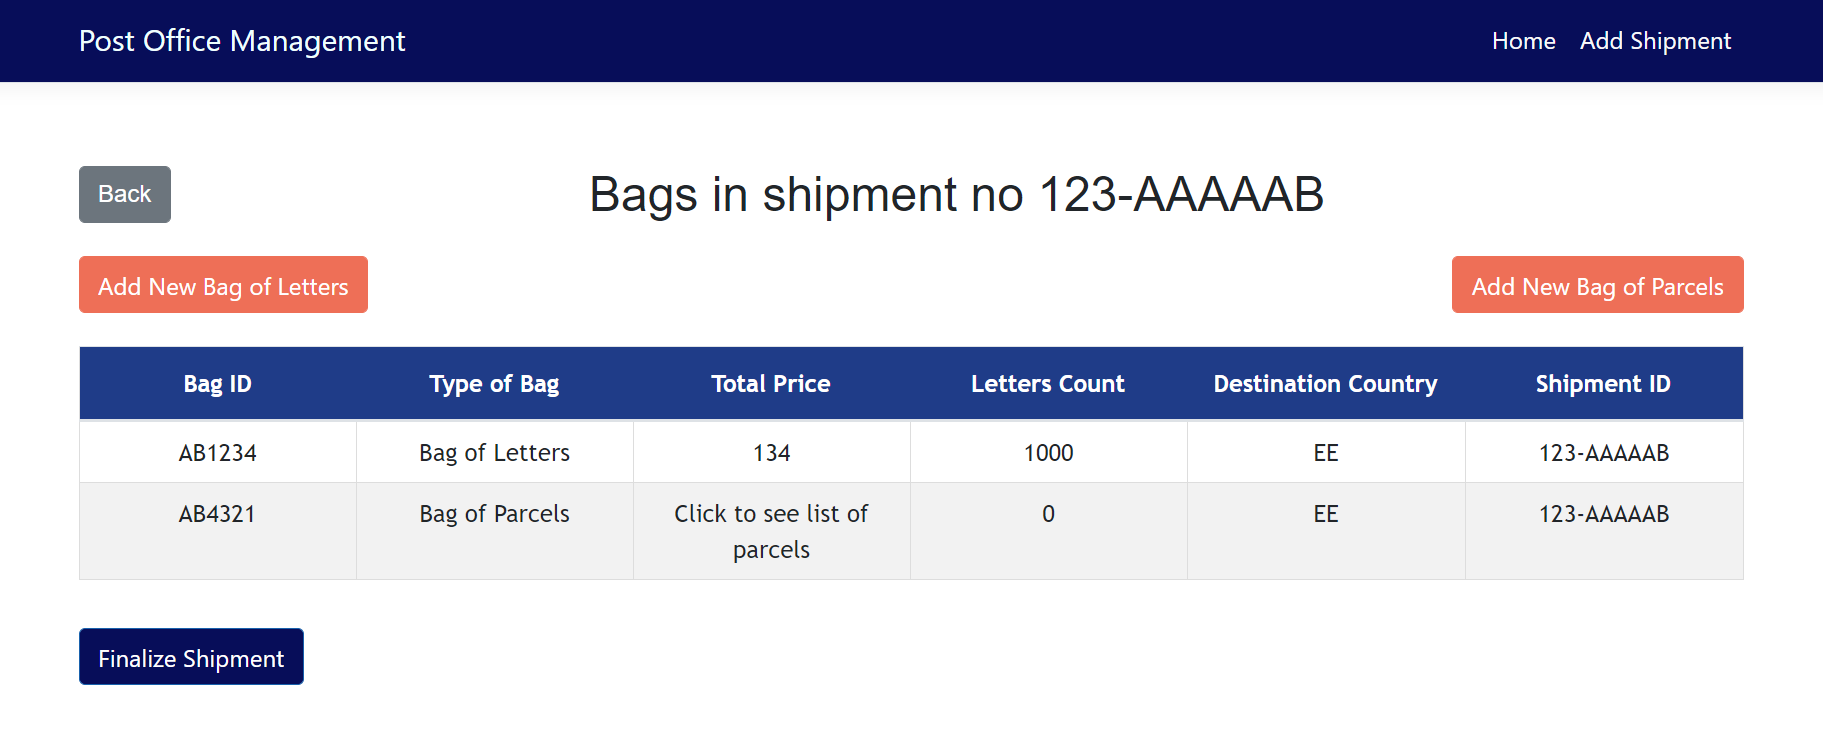 Post Office Management Home Add Shipment
Back Bags in shipment no 123-AAAAAB
Add New Bag of Letters Add New Bag of Parcels
Bag ID Type of Bag Total Price Letters Count Destination Country Shipment ID
AB1234 Bag of Letters 134 1000 EE 123-AAAAAB
AB4321 Bag of Parcels Click to see list of 0 EE 123-AAAAAB
parcels
Finalize Shipment